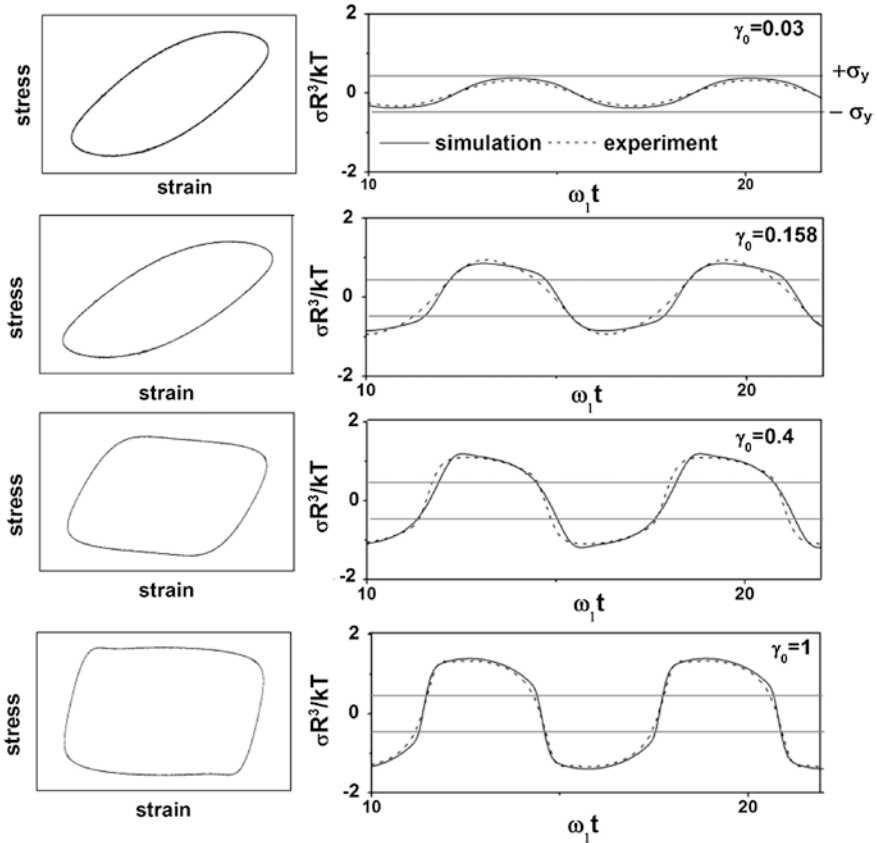 stress
strain
σR³/kT
2
0
-2
γ₀=0.03
+σy
− σy
simulation
experiment
10
20
ω₁t
stress
strain
σR³/kT
2
0
-2
γ₀=0.158
10
20
ω₁t
stress
strain
σR³/kT
2
0
-2
γ₀=0.4
10
20
ω₁t
stress
strain
σR³/kT
2
0
-2
γ₀=1
10
20
ω₁t